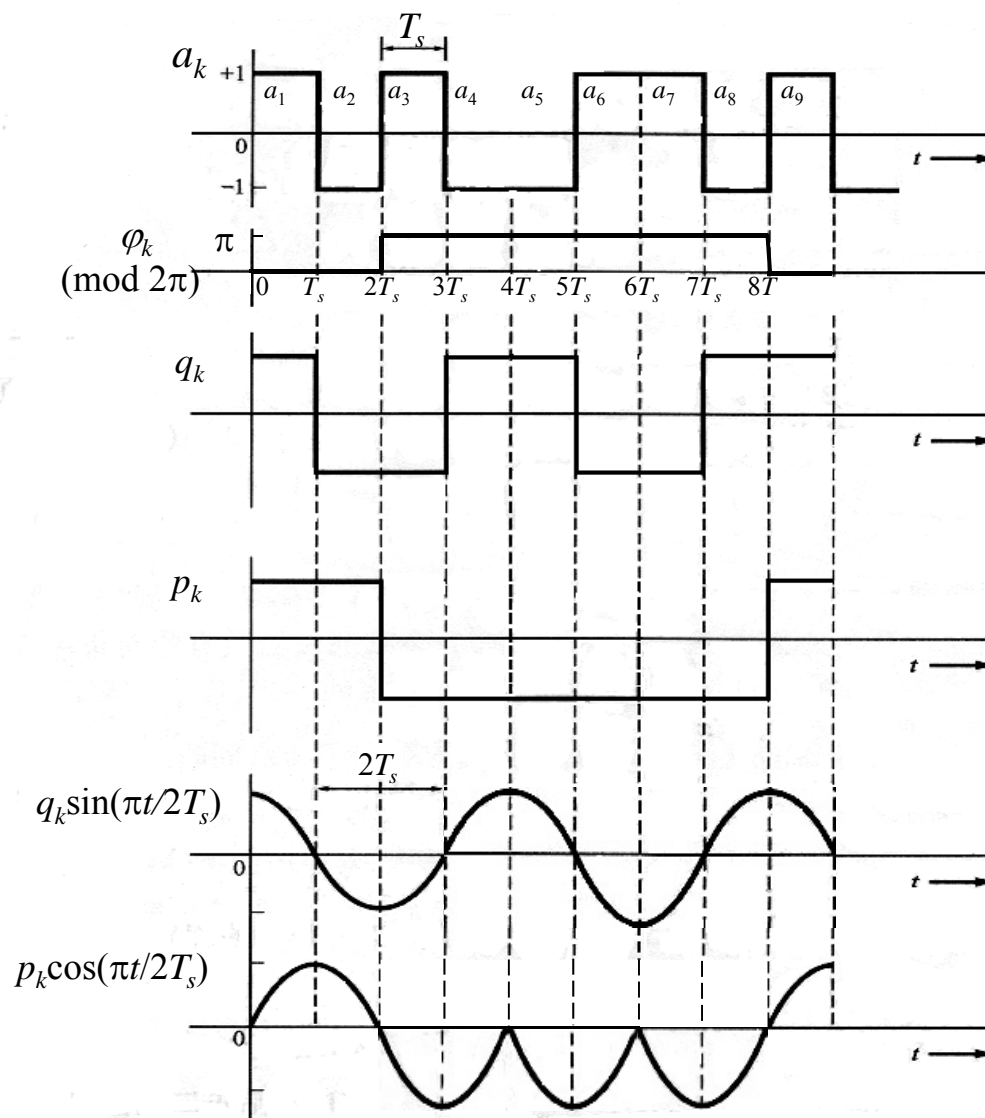 T_s
a_k
+1
a_1 a_2 a_3 a_4 a_5 a_6 a_7 a_8 a_9
0
t
−1
φ_k π
(mod 2π)
0 T_s 2T_s 3T_s 4T_s 5T_s 6T_s 7T_s 8T
q_k
t
p_k
t
2T_s
q_k sin(πt/2T_s)
0
t
p_k cos(πt/2T_s)
0
t